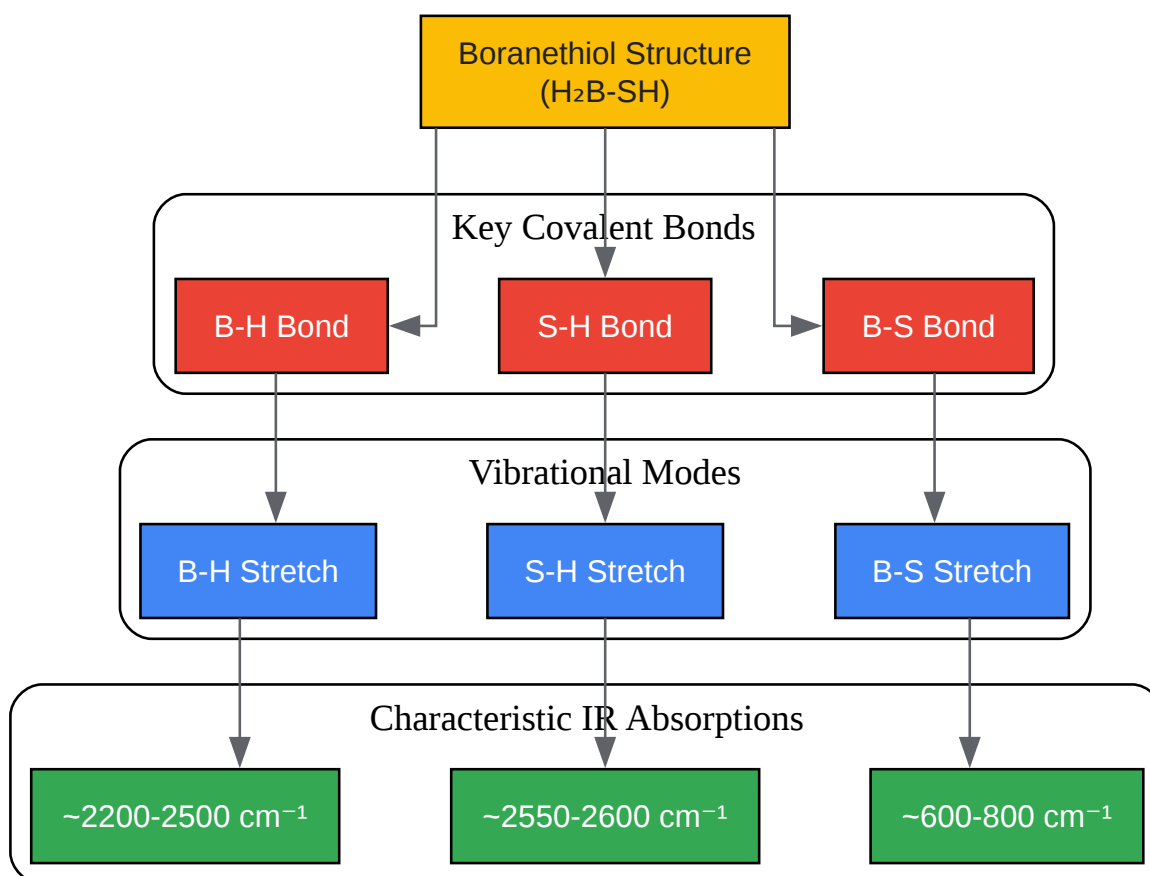 Boranethiol Structure
(H₂B-SH)
Key Covalent Bonds
B-H Bond
S-H Bond
B-S Bond
Vibrational Modes
B-H Stretch
S-H Stretch
B-S Stretch
Characteristic IR Absorptions
~2200-2500 cm⁻¹
~2550-2600 cm⁻¹
~600-800 cm⁻¹